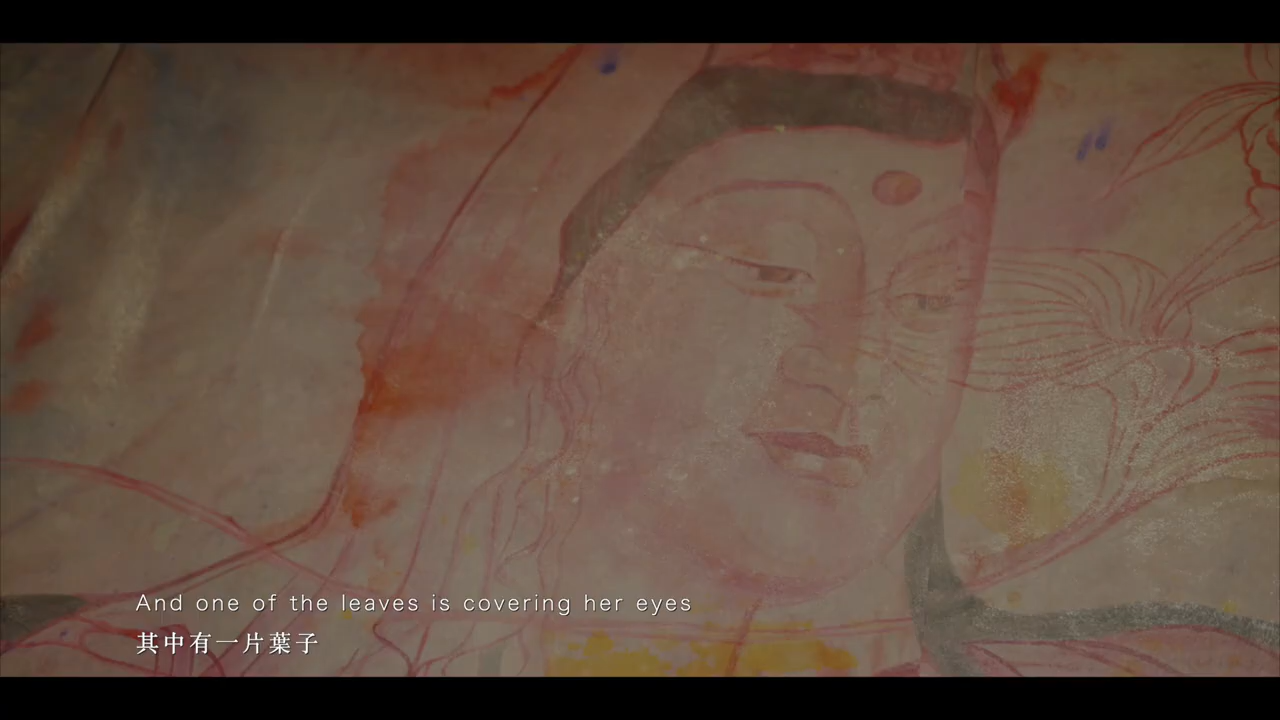 And one of the leaves is covering her eyes
其中有一片葉子